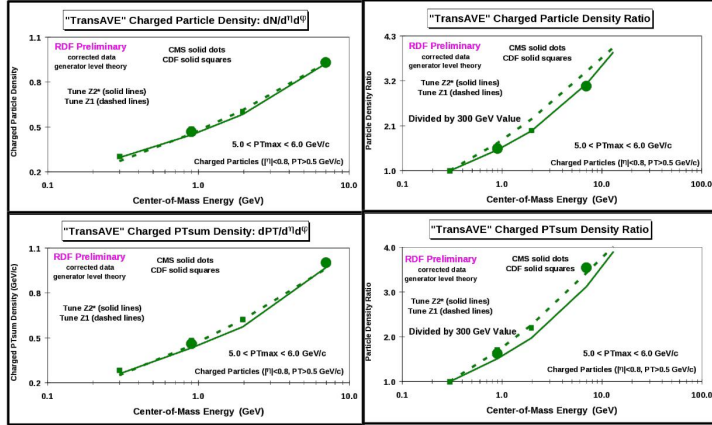 "TransAVE" Charged Particle Density: dN/dηdφ
1.1
0.8
0.5
0.2
Charged Particle Density
RDF Preliminary
corrected data
generator level theory
CMS solid dots
CDF solid squares
Tune Z2* (solid lines)
Tune Z1 (dashed lines)
5.0 < PTmax < 6.0 GeV/c
Charged Particles (|η|<0.8, PT>0.5 GeV/c)
0.1 1.0 10.0
Center-of-Mass Energy (GeV)
"TransAVE" Charged Particle Density Ratio
4.3
3.2
2.1
1.0
Particle Density Ratio
RDF Preliminary
corrected data
generator level theory
CMS solid dots
CDF solid squares
Tune Z2* (solid lines)
Tune Z1 (dashed lines)
Divided by 300 GeV Value
5.0 < PTmax < 6.0 GeV/c
Charged Particles (|η|<0.8, PT>0.5 GeV/c)
0.1 1.0 10.0 100.0
Center-of-Mass Energy (GeV)
"TransAVE" Charged PTsum Density: dPT/dηdφ
1.1
0.8
0.5
0.2
Charged PTsum Density (GeV/c)
RDF Preliminary
corrected data
generator level theory
CMS solid dots
CDF solid squares
Tune Z2* (solid lines)
Tune Z1 (dashed lines)
5.0 < PTmax < 6.0 GeV/c
Charged Particles (|η|<0.8, PT>0.5 GeV/c)
0.1 1.0 10.0
Center-of-Mass Energy (GeV)
"TransAVE" Charged PTsum Density Ratio
4.0
3.0
2.0
1.0
Particle Density Ratio
RDF Preliminary
corrected data
generator level theory
CMS solid dots
CDF solid squares
Tune Z2* (solid lines)
Tune Z1 (dashed lines)
Divided by 300 GeV Value
5.0 < PTmax < 6.0 GeV/c
Charged Particles (|η|<0.8, PT>0.5 GeV/c)
0.1 1.0 10.0 100.0
Center-of-Mass Energy (GeV)